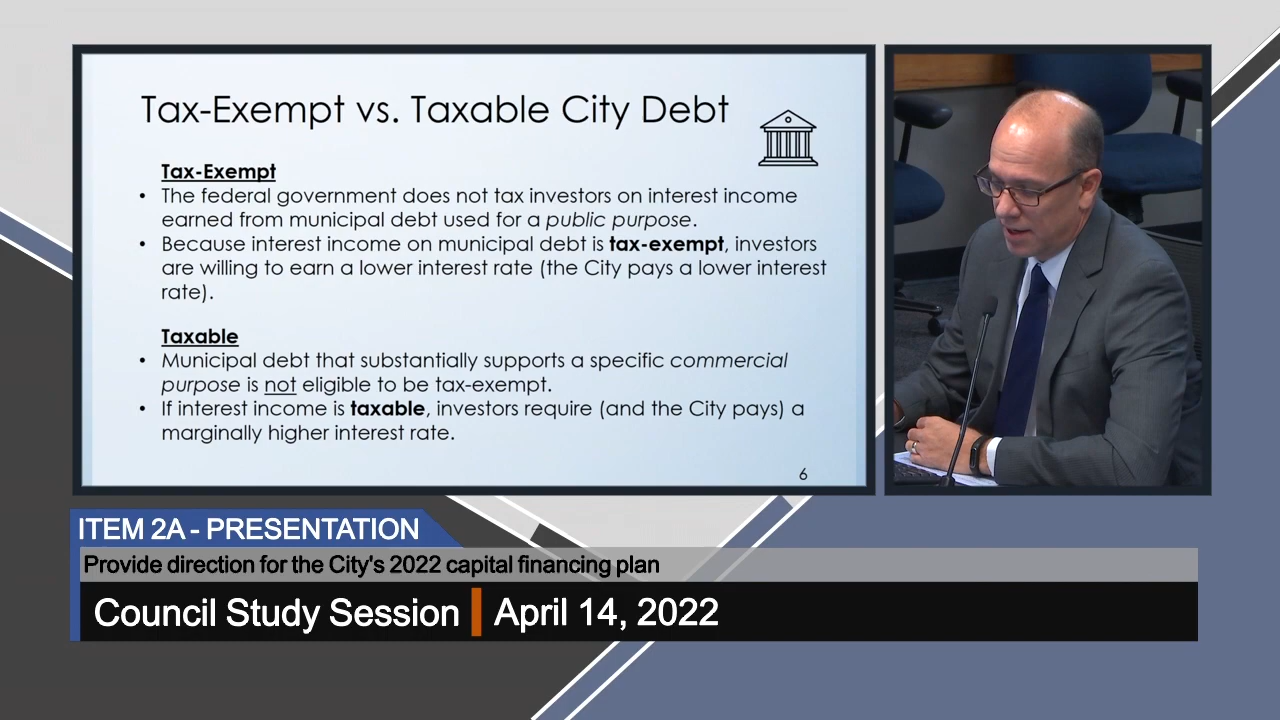 Tax-Exempt vs. Taxable City Debt
Tax-Exempt
• The federal government does not tax investors on interest income
earned from municipal debt used for a public purpose.
• Because interest income on municipal debt is tax-exempt, investors
are willing to earn a lower interest rate (the City pays a lower interest
rate).
Taxable
• Municipal debt that substantially supports a specific commercial
purpose is not eligible to be tax-exempt.
• If interest income is taxable, investors require (and the City pays) a
marginally higher interest rate.
6
ITEM 2A - PRESENTATION
Provide direction for the City's 2022 capital financing plan
Council Study Session
April 14, 2022